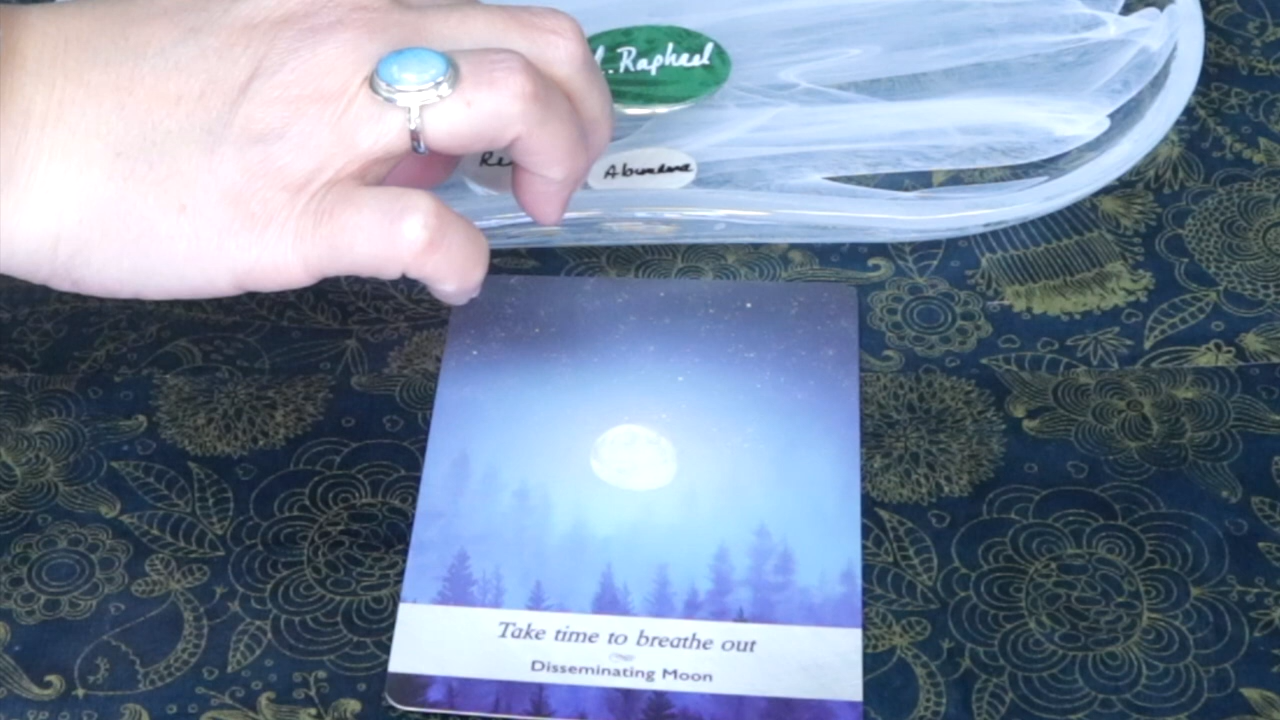 . Raphael
Abundance
Take time to breathe out
Disseminating Moon